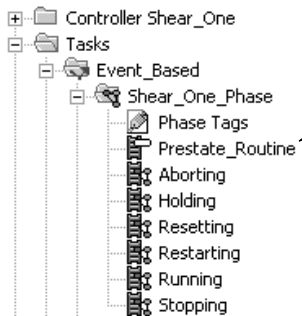 Controller Shear_One
Tasks
Event_Based
Shear_One_Phase
Phase Tags
Prestate_Routine
Aborting
Holding
Resetting
Restarting
Running
Stopping